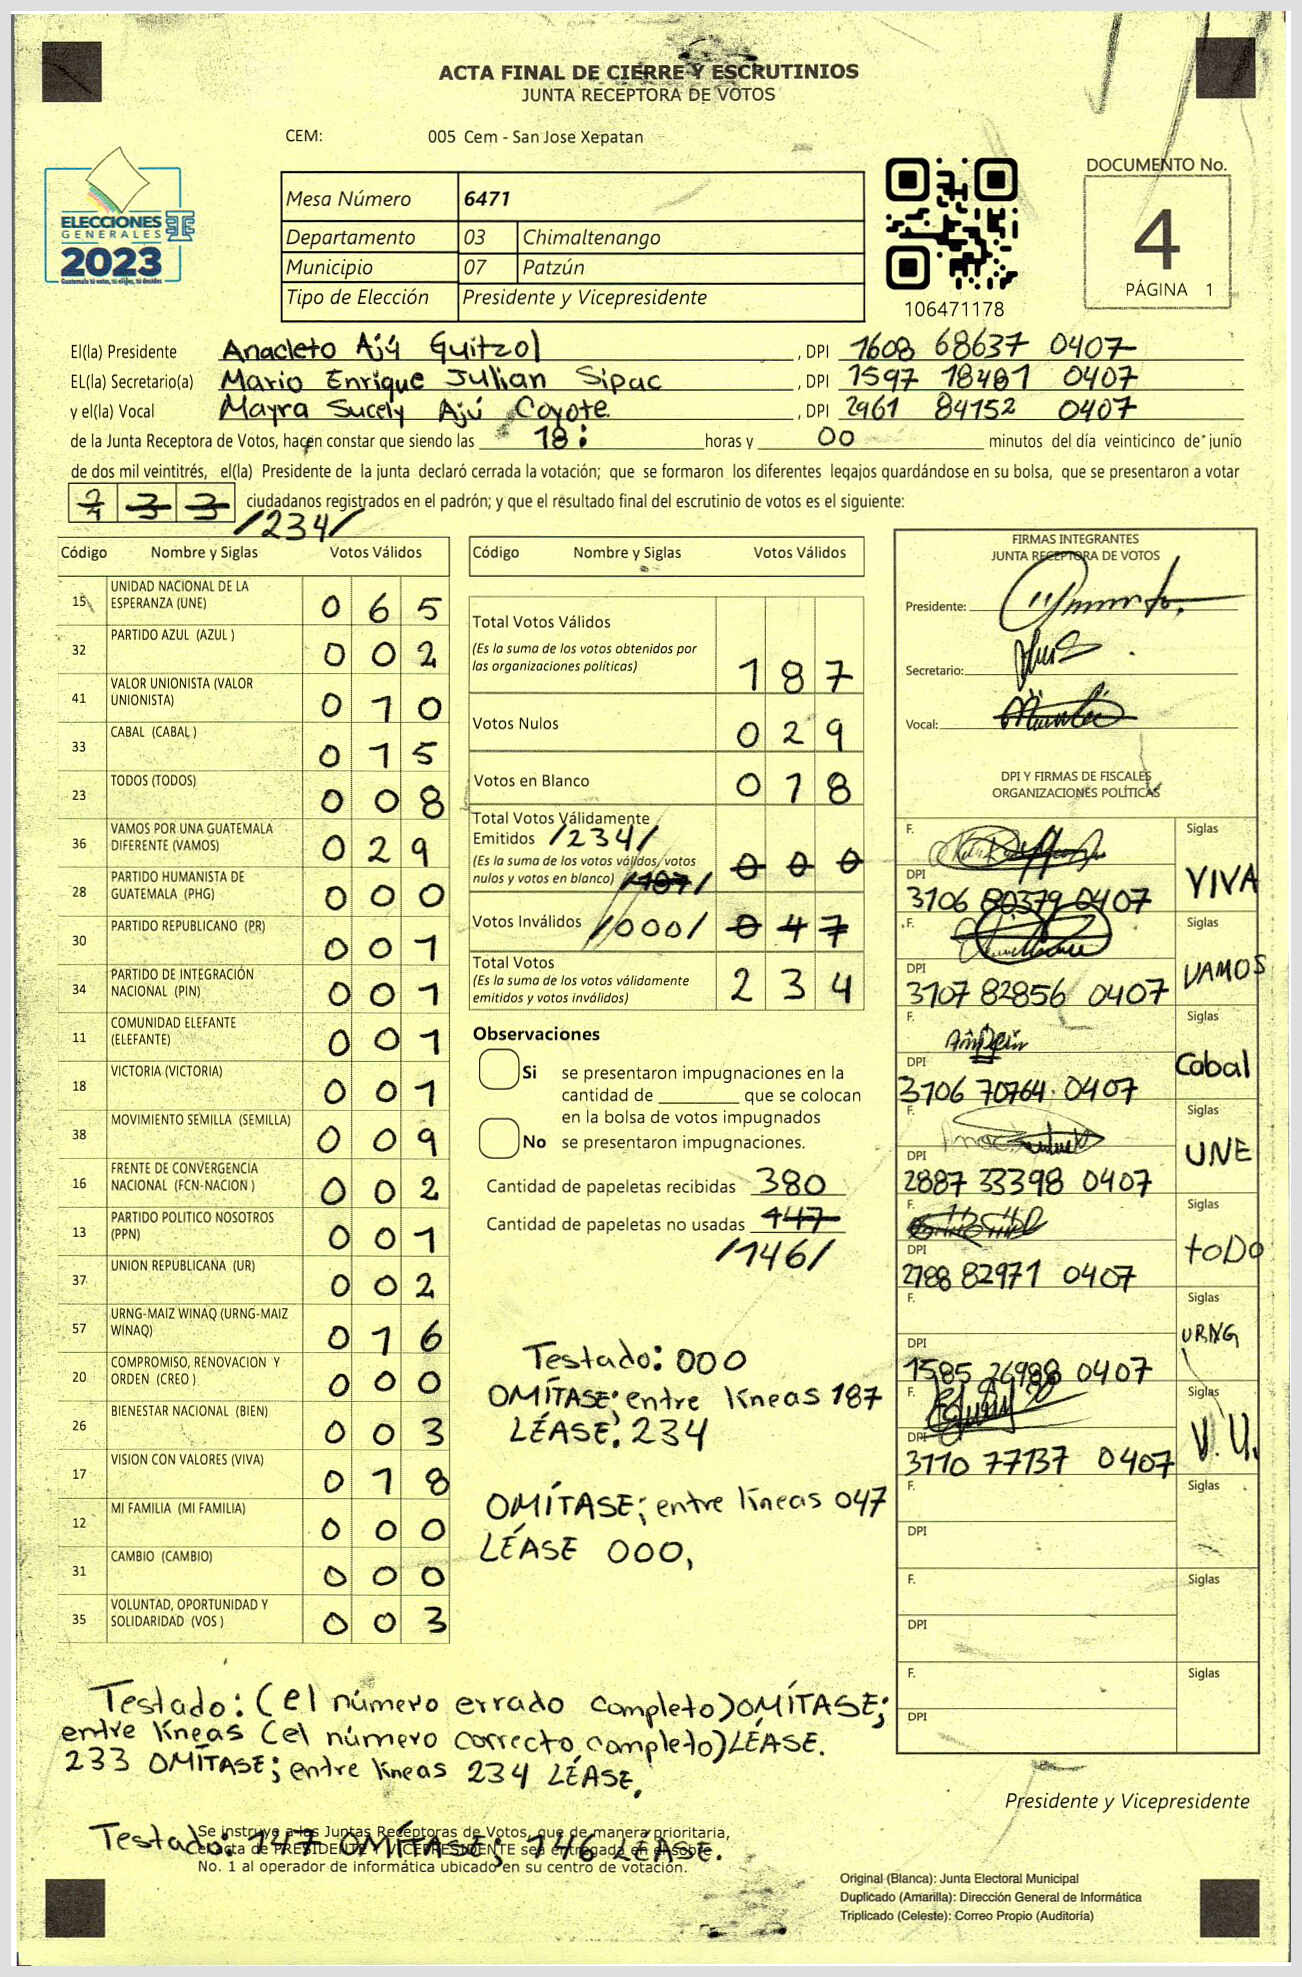 ACTA FINAL DE CIERRE Y ESCRUTINIOS
JUNTA RECEPTORA DE VOTOS
CEM: 005 Cem - San Jose Xepatan
ELECCIONES
GENERALES
2023
Guatemala tú votas, tú eliges, tú decides
Mesa Número 6471
Departamento 03 Chimaltenango
Municipio 07 Patzún
Tipo de Elección Presidente y Vicepresidente
106471178
DOCUMENTO No.
4
PÁGINA 1
El(la) Presidente Anacleto Ajú Guitzol , DPI 1608 68637 0407
EL(la) Secretario(a) Mario Enrique Julian Sipac , DPI 1597 18481 0407
y el(la) Vocal Mayra Sucely Ajú Coyote , DPI 2961 84152 0407
de la Junta Receptora de Votos, hacen constar que siendo las 18: horas y 00 minutos del día veinticinco de junio
de dos mil veintitrés, el(la) Presidente de la junta declaró cerrada la votación; que se formaron los diferentes legajos guardándose en su bolsa, que se presentaron a votar
2 3 3 ciudadanos registrados en el padrón; y que el resultado final del escrutinio de votos es el siguiente:
/234/
Código Nombre y Siglas Votos Válidos
15 UNIDAD NACIONAL DE LA ESPERANZA (UNE) 0 6 5
32 PARTIDO AZUL (AZUL ) 0 0 2
41 VALOR UNIONISTA (VALOR UNIONISTA) 0 1 0
33 CABAL (CABAL ) 0 1 5
23 TODOS (TODOS) 0 0 8
36 VAMOS POR UNA GUATEMALA DIFERENTE (VAMOS) 0 2 9
28 PARTIDO HUMANISTA DE GUATEMALA (PHG) 0 0 0
30 PARTIDO REPUBLICANO (PR) 0 0 1
34 PARTIDO DE INTEGRACIÓN NACIONAL (PIN) 0 0 1
11 COMUNIDAD ELEFANTE (ELEFANTE) 0 0 1
18 VICTORIA (VICTORIA) 0 0 1
38 MOVIMIENTO SEMILLA (SEMILLA) 0 0 9
16 FRENTE DE CONVERGENCIA NACIONAL (FCN-NACION ) 0 0 2
13 PARTIDO POLITICO NOSOTROS (PPN) 0 0 1
37 UNION REPUBLICANA (UR) 0 0 2
57 URNG-MAIZ WINAQ (URNG-MAIZ WINAQ) 0 1 6
20 COMPROMISO, RENOVACION Y ORDEN (CREO ) 0 0 0
26 BIENESTAR NACIONAL (BIEN) 0 0 3
17 VISION CON VALORES (VIVA) 0 1 8
12 MI FAMILIA (MI FAMILIA) 0 0 0
31 CAMBIO (CAMBIO) 0 0 0
35 VOLUNTAD, OPORTUNIDAD Y SOLIDARIDAD (VOS ) 0 0 3
Código Nombre y Siglas Votos Válidos
Total Votos Válidos
(Es la suma de los votos obtenidos por
las organizaciones políticas) 1 8 7
Votos Nulos 0 2 9
Votos en Blanco 0 1 8
Total Votos Válidamente
Emitidos /234/
(Es la suma de los votos válidos, votos
nulos y votos en blanco) /187/ 0 0 0
Votos Inválidos /000/ 0 4 7
Total Votos
(Es la suma de los votos válidamente
emitidos y votos inválidos) 2 3 4
Observaciones
Si se presentaron impugnaciones en la
cantidad de ________ que se colocan
en la bolsa de votos impugnados
No se presentaron impugnaciones.
Cantidad de papeletas recibidas 380
Cantidad de papeletas no usadas 147
/146/
Testado: 000
OMÍTASE; entre líneas 187
LÉASE. 234
OMÍTASE; entre líneas 047
LÉASE 000,
FIRMAS INTEGRANTES
JUNTA RECEPTORA DE VOTOS
Presidente:
Secretario:
Vocal:
DPI Y FIRMAS DE FISCALES
ORGANIZACIONES POLÍTICAS
F. Siglas
DPI 3106 80379 0407 VIVA
F. Siglas
DPI 3107 82856 0407 VAMOS
F. Siglas
DPI 3106 70764 0407 Cabal
F. Siglas
DPI 2887 33398 0407 UNE
F. Siglas
DPI 2788 82971 0407 toDo
F. Siglas
DPI 1585 26988 0407 URNG
F. Siglas
DPI 3110 77137 0407 V.U.
F. Siglas
DPI
F. Siglas
DPI
F. Siglas
DPI
Testado: (el número errado completo) OMÍTASE;
entre líneas (el número correcto completo) LÉASE.
233 OMÍTASE; entre líneas 234 LÉASE.
Testado: 147 OMÍTASE; 146 LÉASE.
Se instruye a las Juntas Receptoras de Votos, que de manera prioritaria,
el acta de PRESIDENTE Y VICEPRESIDENTE sea entregada en el sobre
No. 1 al operador de informática ubicado en su centro de votación.
Presidente y Vicepresidente
Original (Blanca): Junta Electoral Municipal
Duplicado (Amarilla): Dirección General de Informática
Triplicado (Celeste): Correo Propio (Auditoría)